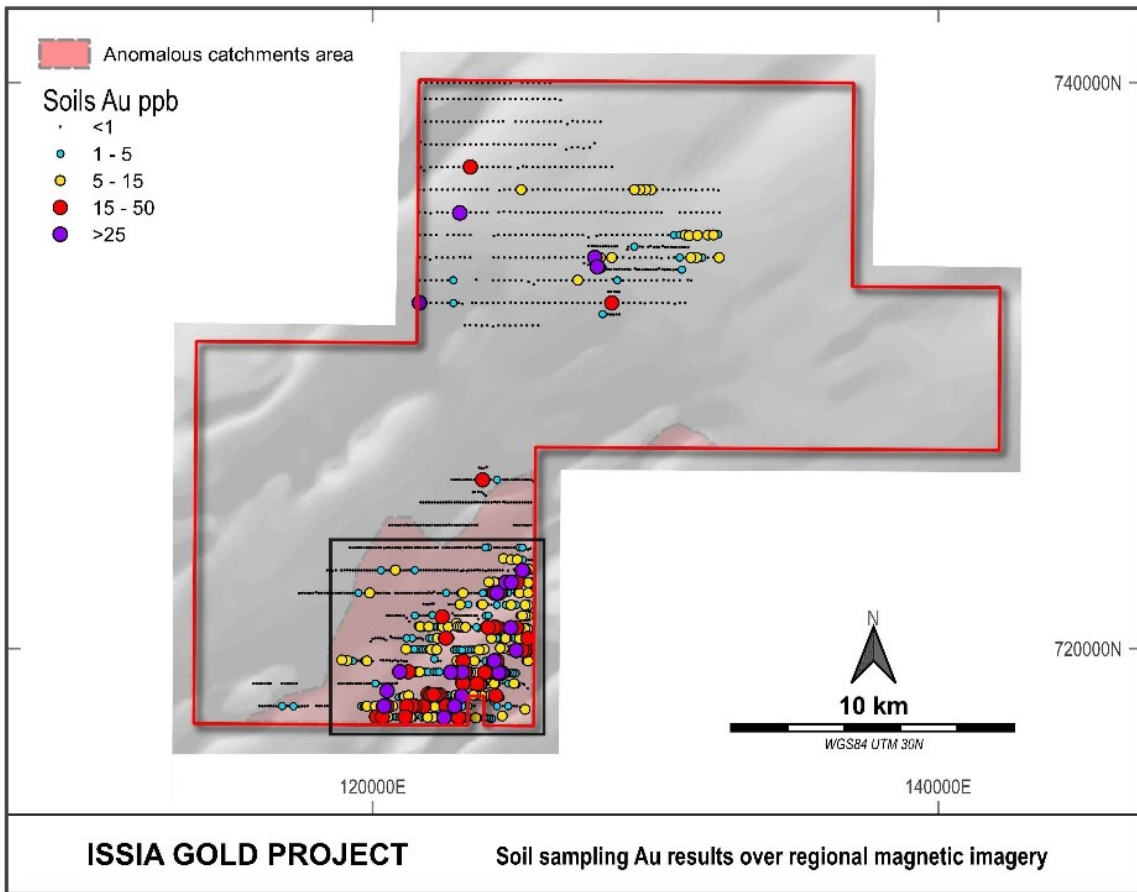 Anomalous catchments area
Soils Au ppb
<1
1 - 5
5 - 15
15 - 50
>25
740000N
720000N
N
10 km
WGS84 UTM 30N
120000E
140000E
ISSIA GOLD PROJECT
Soil sampling Au results over regional magnetic imagery